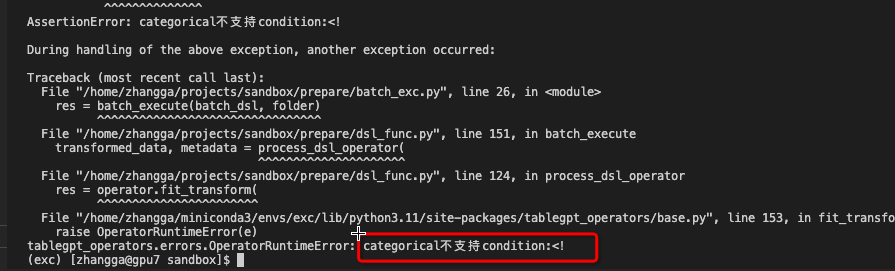 ^^^^^^^^^^^^^^
AssertionError: categorical不支持condition:<!
During handling of the above exception, another exception occurred:
Traceback (most recent call last):
File "/home/zhangga/projects/sandbox/prepare/batch_exc.py", line 26, in <module>
res = batch_execute(batch_dsl, folder)
^^^^^^^^^^^^^^^^^^^^^^^^^^^^^^^^
File "/home/zhangga/projects/sandbox/prepare/dsl_func.py", line 151, in batch_execute
transformed_data, metadata = process_dsl_operator(
^^^^^^^^^^^^^^^^^^^^^
File "/home/zhangga/projects/sandbox/prepare/dsl_func.py", line 124, in process_dsl_operator
res = operator.fit_transform(
^^^^^^^^^^^^^^^^^^^^^^^
File "/home/zhangga/miniconda3/envs/exc/lib/python3.11/site-packages/tablegpt_operators/base.py", line 153, in fit_transfo
raise OperatorRuntimeError(e)
tablegpt_operators.errors.OperatorRuntimeError: categorical不支持condition:<!
(exc) [zhangga@gpu7 sandbox]$